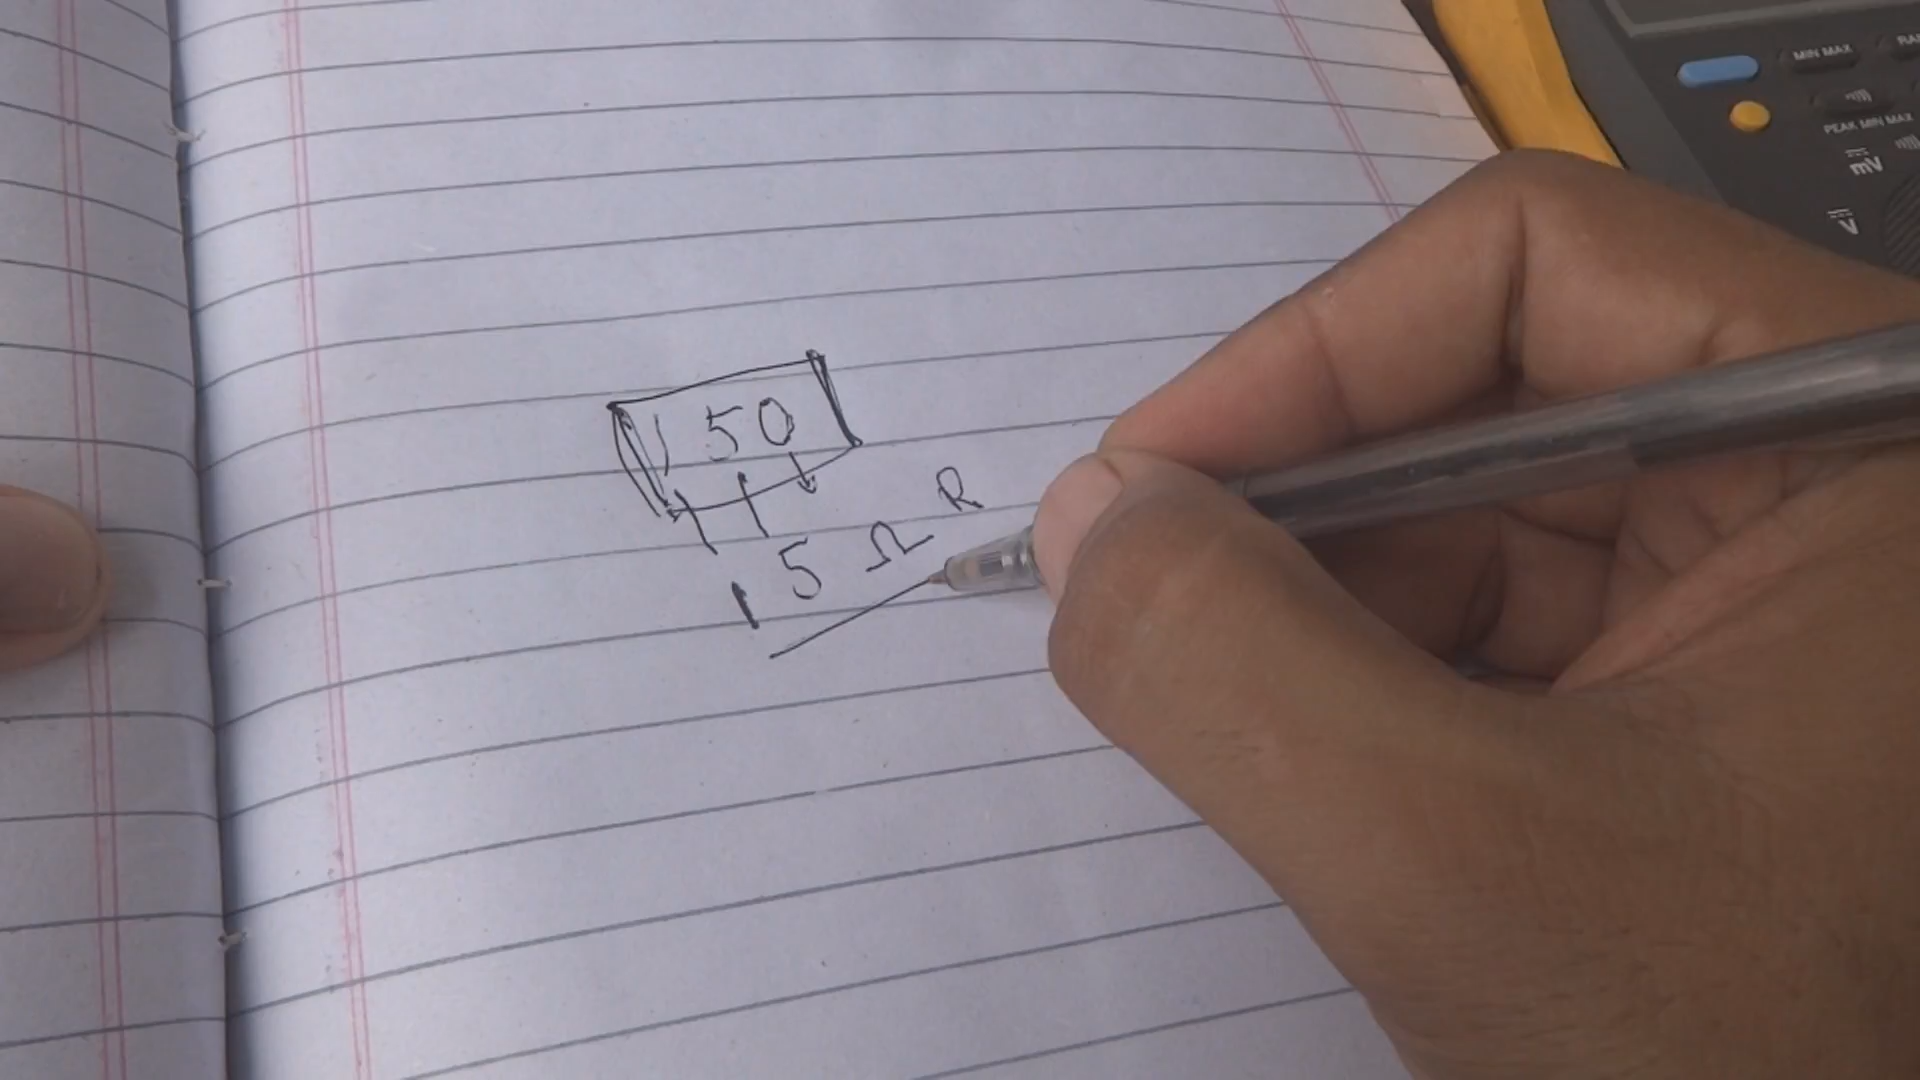 150
15 Ω R
MIN MAX
PEAK MIN MAX
mV
V